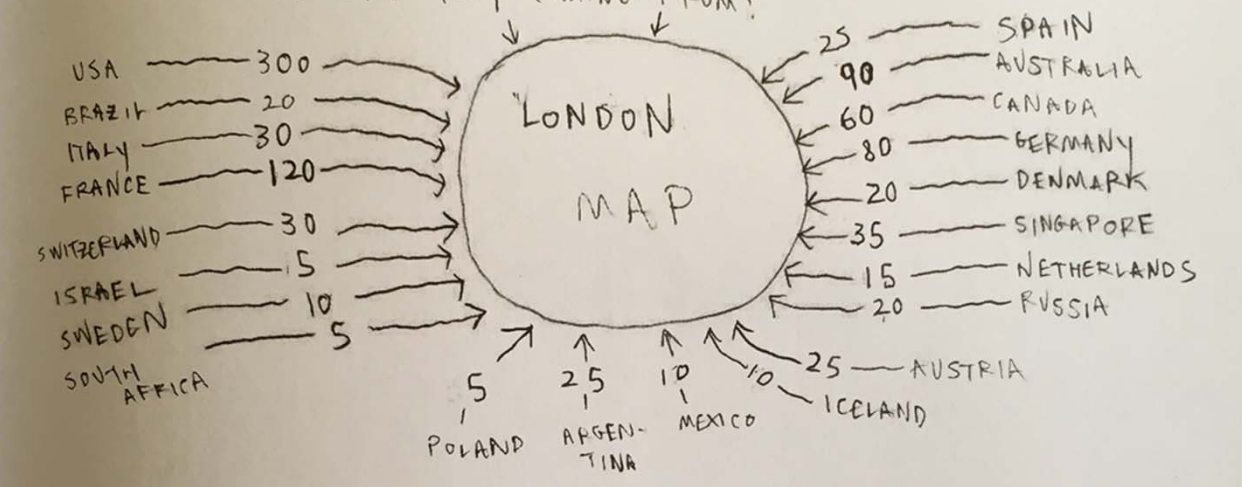 FROM?
USA 300
BRAZIL 20
ITALY 30
FRANCE 120
SWITZERLAND 30
ISRAEL 5
SWEDEN 10
SOUTH
AFRICA 5
LONDON
MAP
25 SPAIN
90 AUSTRALIA
60 CANADA
80 GERMANY
20 DENMARK
35 SINGAPORE
15 NETHERLANDS
20 RUSSIA
25 AUSTRIA
10 ICELAND
5
POLAND
25
ARGEN-
TINA
10
MEXICO